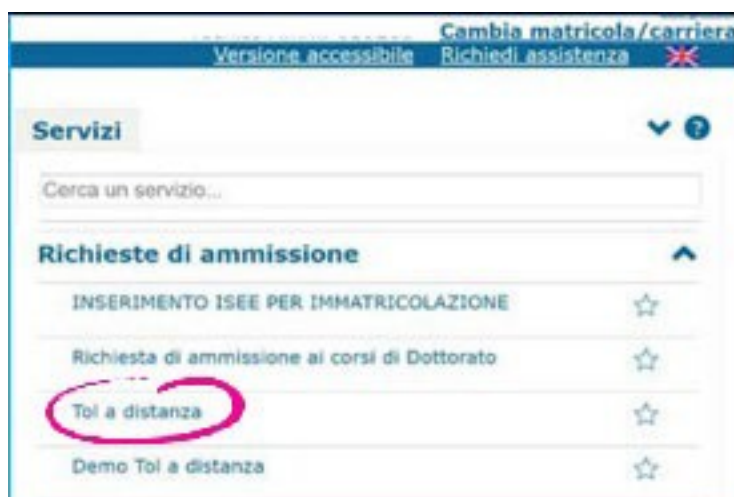 Cambia matricola/carriera
Versione accessibile Richiedi assistenza
Servizi
Cerca un servizio...
Richieste di ammissione
INSERIMENTO ISEE PER IMMATRICOLAZIONE
Richiesta di ammissione ai corsi di Dottorato
Tol a distanza
Demo Tol a distanza